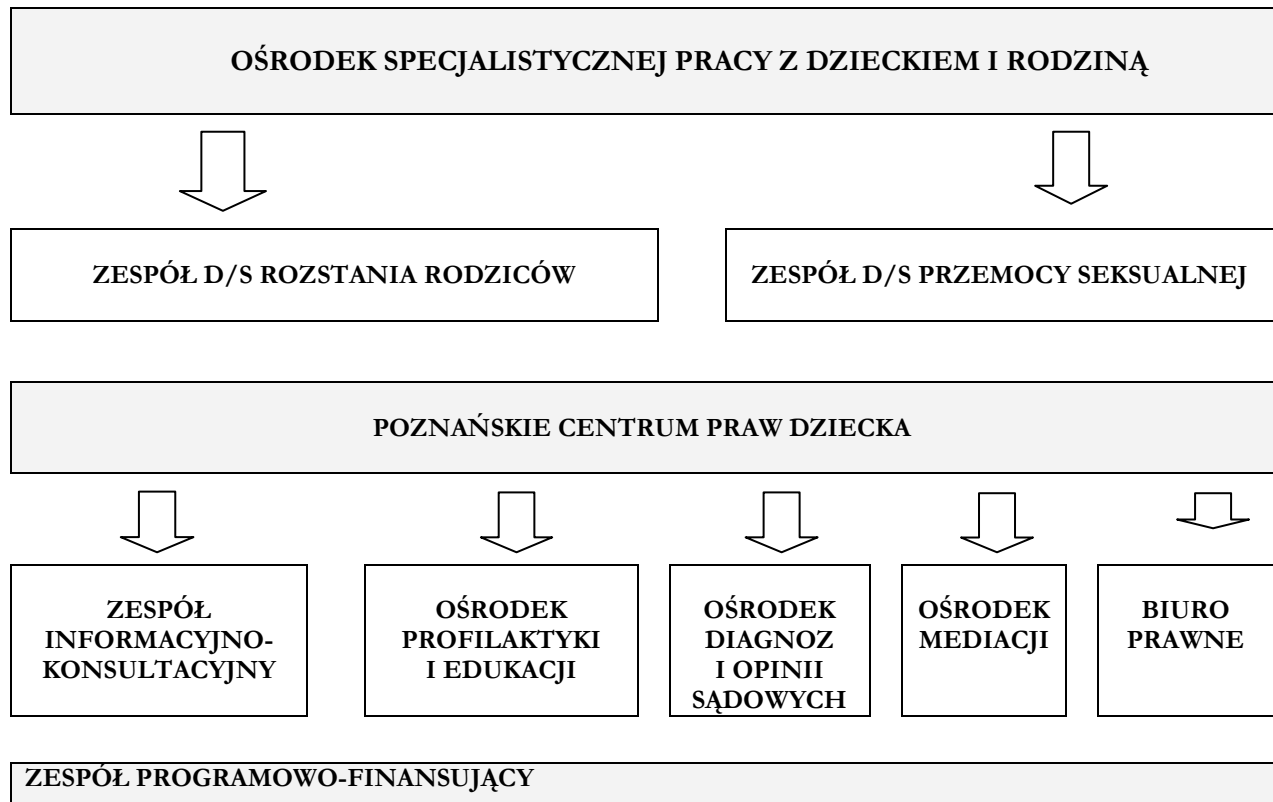 OŚRODEK SPECJALISTYCZNEJ PRACY Z DZIECKIEM I RODZINĄ
ZESPÓŁ D/S ROZSTANIA RODZICÓW
ZESPÓŁ D/S PRZEMOCY SEKSUALNEJ
POZNAŃSKIE CENTRUM PRAW DZIECKA
ZESPÓŁ
INFORMACYJNO-
KONSULTACYJNY
OŚRODEK
PROFILAKTYKI
I EDUKACJI
OŚRODEK
DIAGNOZ
I OPINII
SĄDOWYCH
OŚRODEK
MEDIACJI
BIURO
PRAWNE
ZESPÓŁ PROGRAMOWO-FINANSUJĄCY